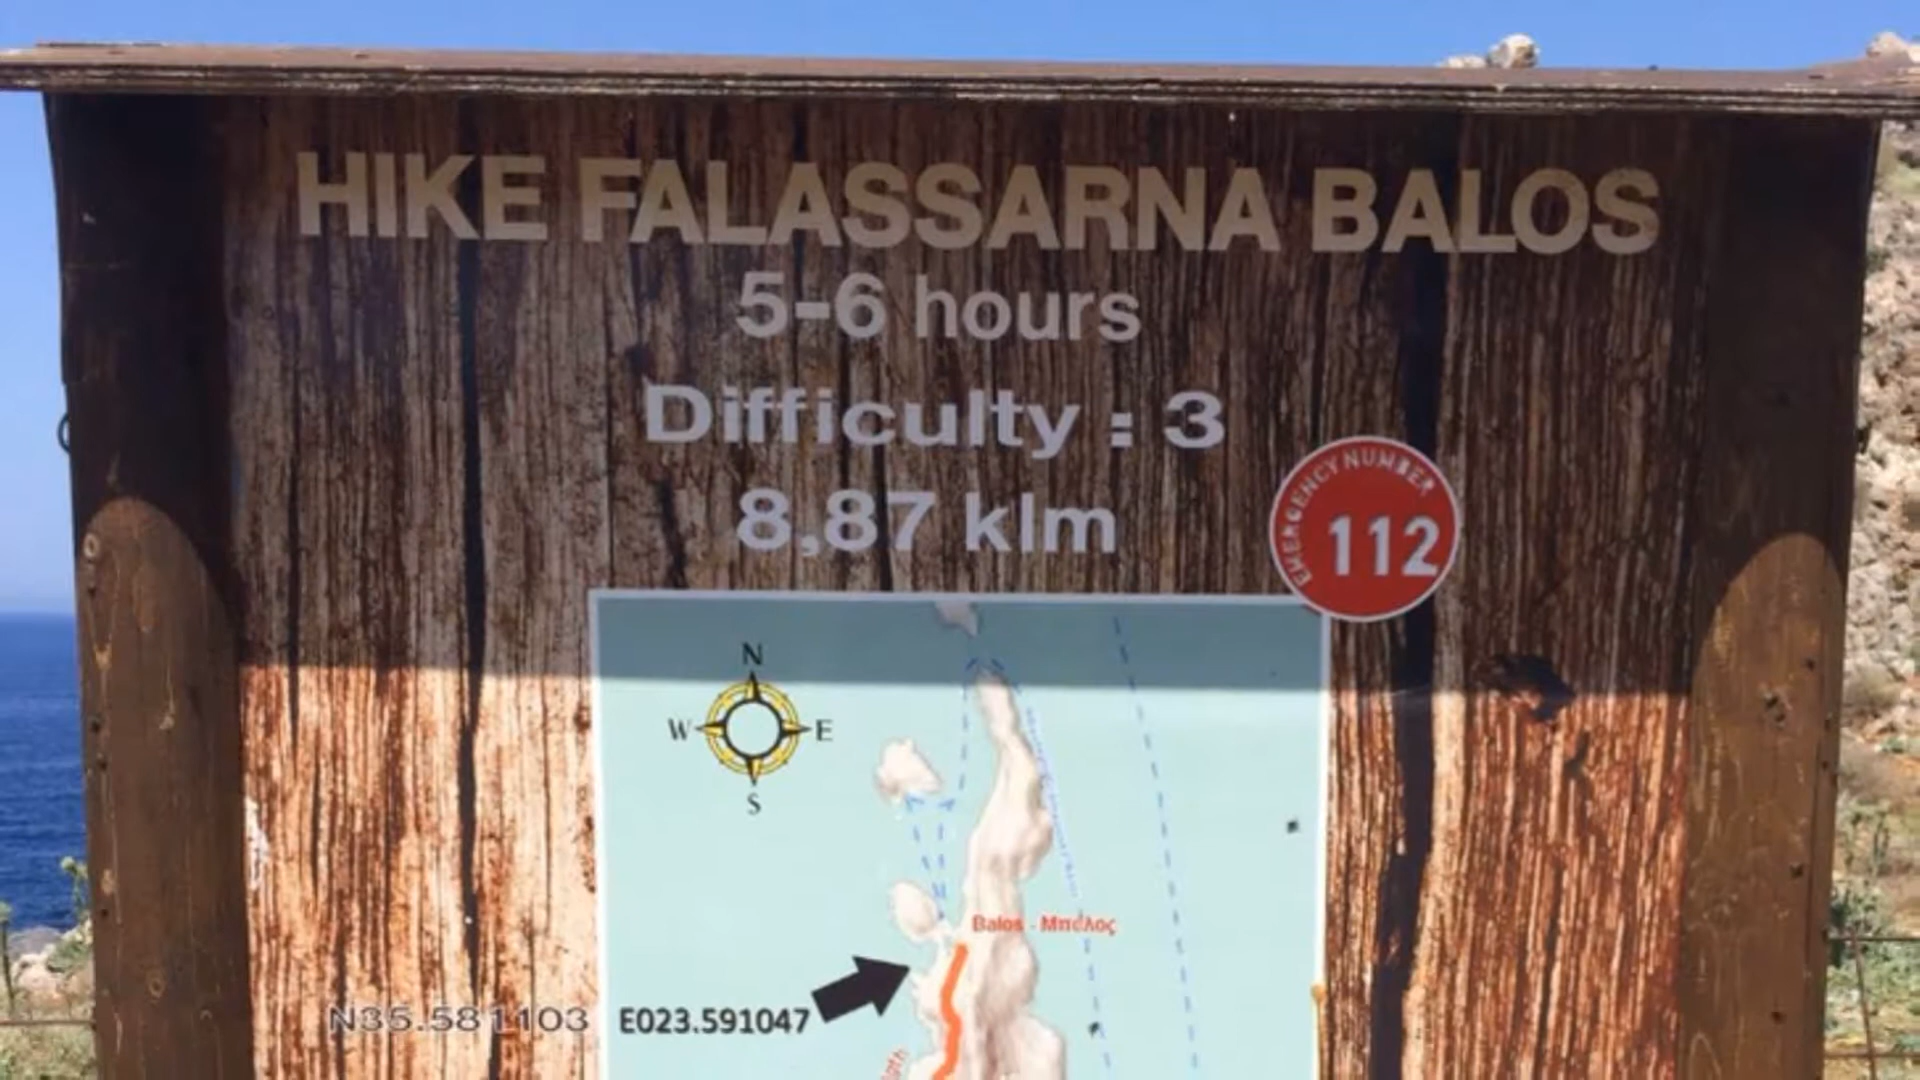 HIKE FALASSARNA BALOS
5-6 hours
Difficulty : 3
8,87 klm
EMERGENCY NUMBER
112
N
W E
S
Balos - Μπάλος
N35.581103 E023.591047